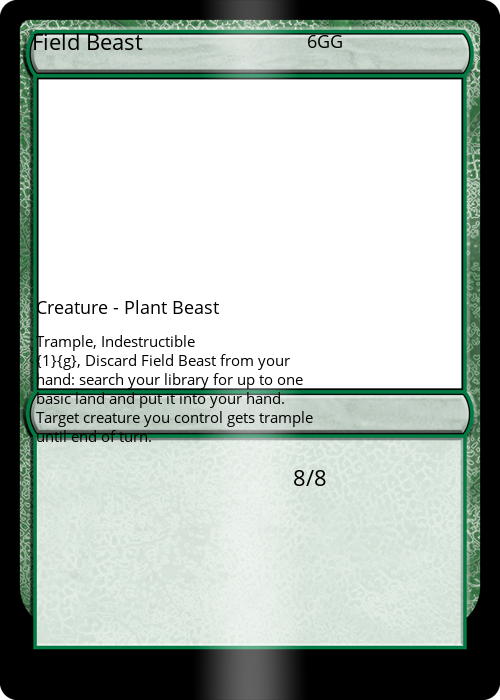 Field Beast 6GG
Creature - Plant Beast
Trample, Indestructible
{1}{g}, Discard Field Beast from your
hand: search your library for up to one
basic land and put it into your hand.
Target creature you control gets trample
until end of turn.
8/8